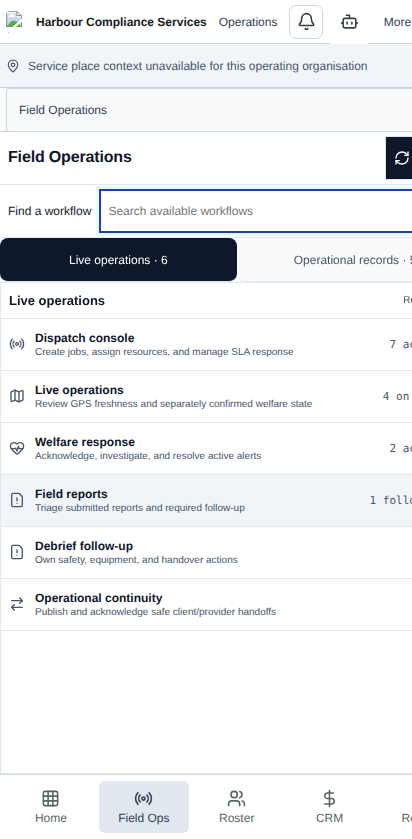 Harbour Compliance Services Operations More
Service place context unavailable for this operating organisation
Field Operations
Field Operations
Find a workflow Search available workflows
Live operations · 6 Operational records ·
Live operations
Dispatch console
Create jobs, assign resources, and manage SLA response
7
Live operations
Review GPS freshness and separately confirmed welfare state
4 on
Welfare response
Acknowledge, investigate, and resolve active alerts
2
Field reports
Triage submitted reports and required follow-up
1
Debrief follow-up
Own safety, equipment, and handover actions
Operational continuity
Publish and acknowledge safe client/provider handoffs
Home Field Ops Roster CRM